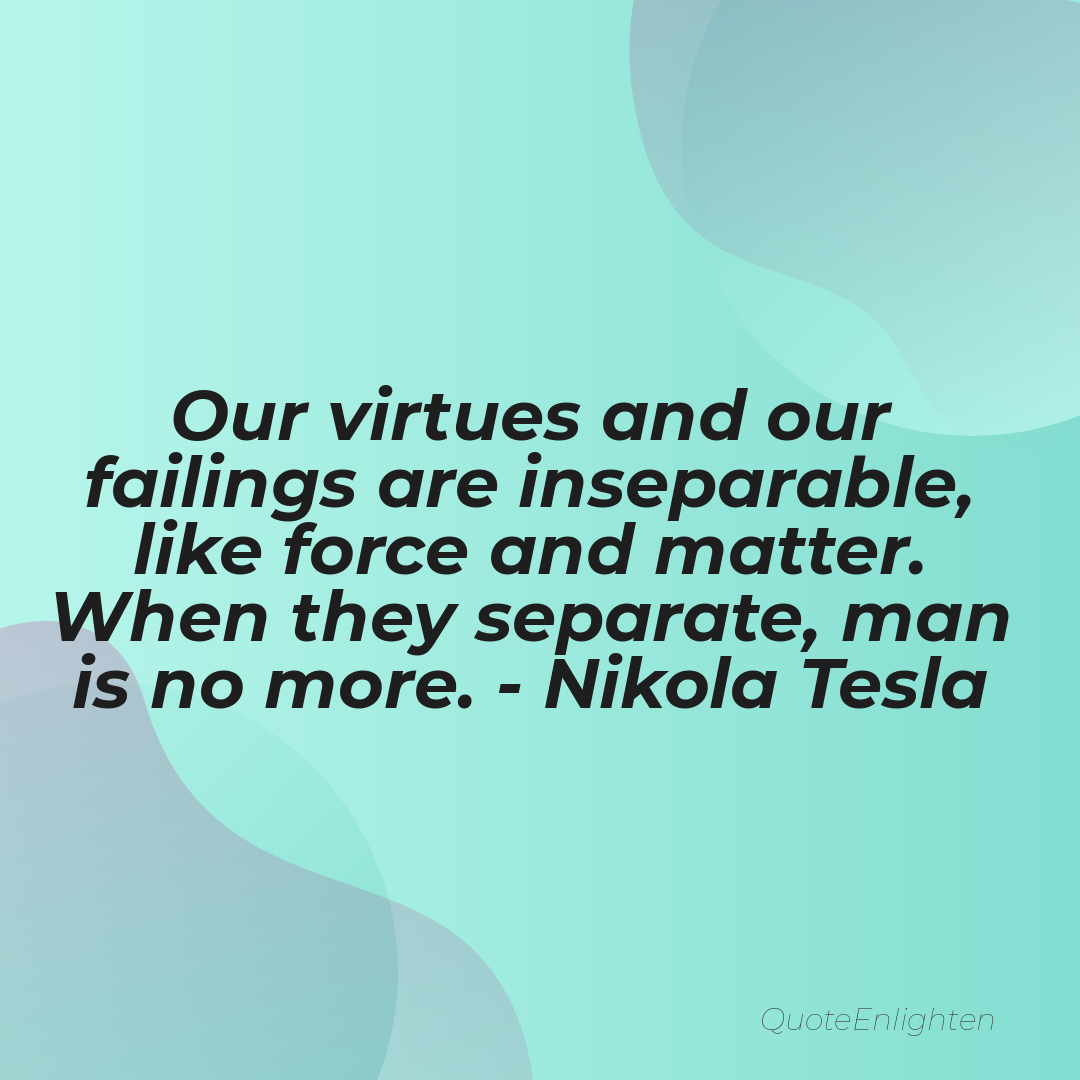 Our virtues and our
failings are inseparable,
like force and matter.
When they separate, man
is no more. - Nikola Tesla
QuoteEnlighten